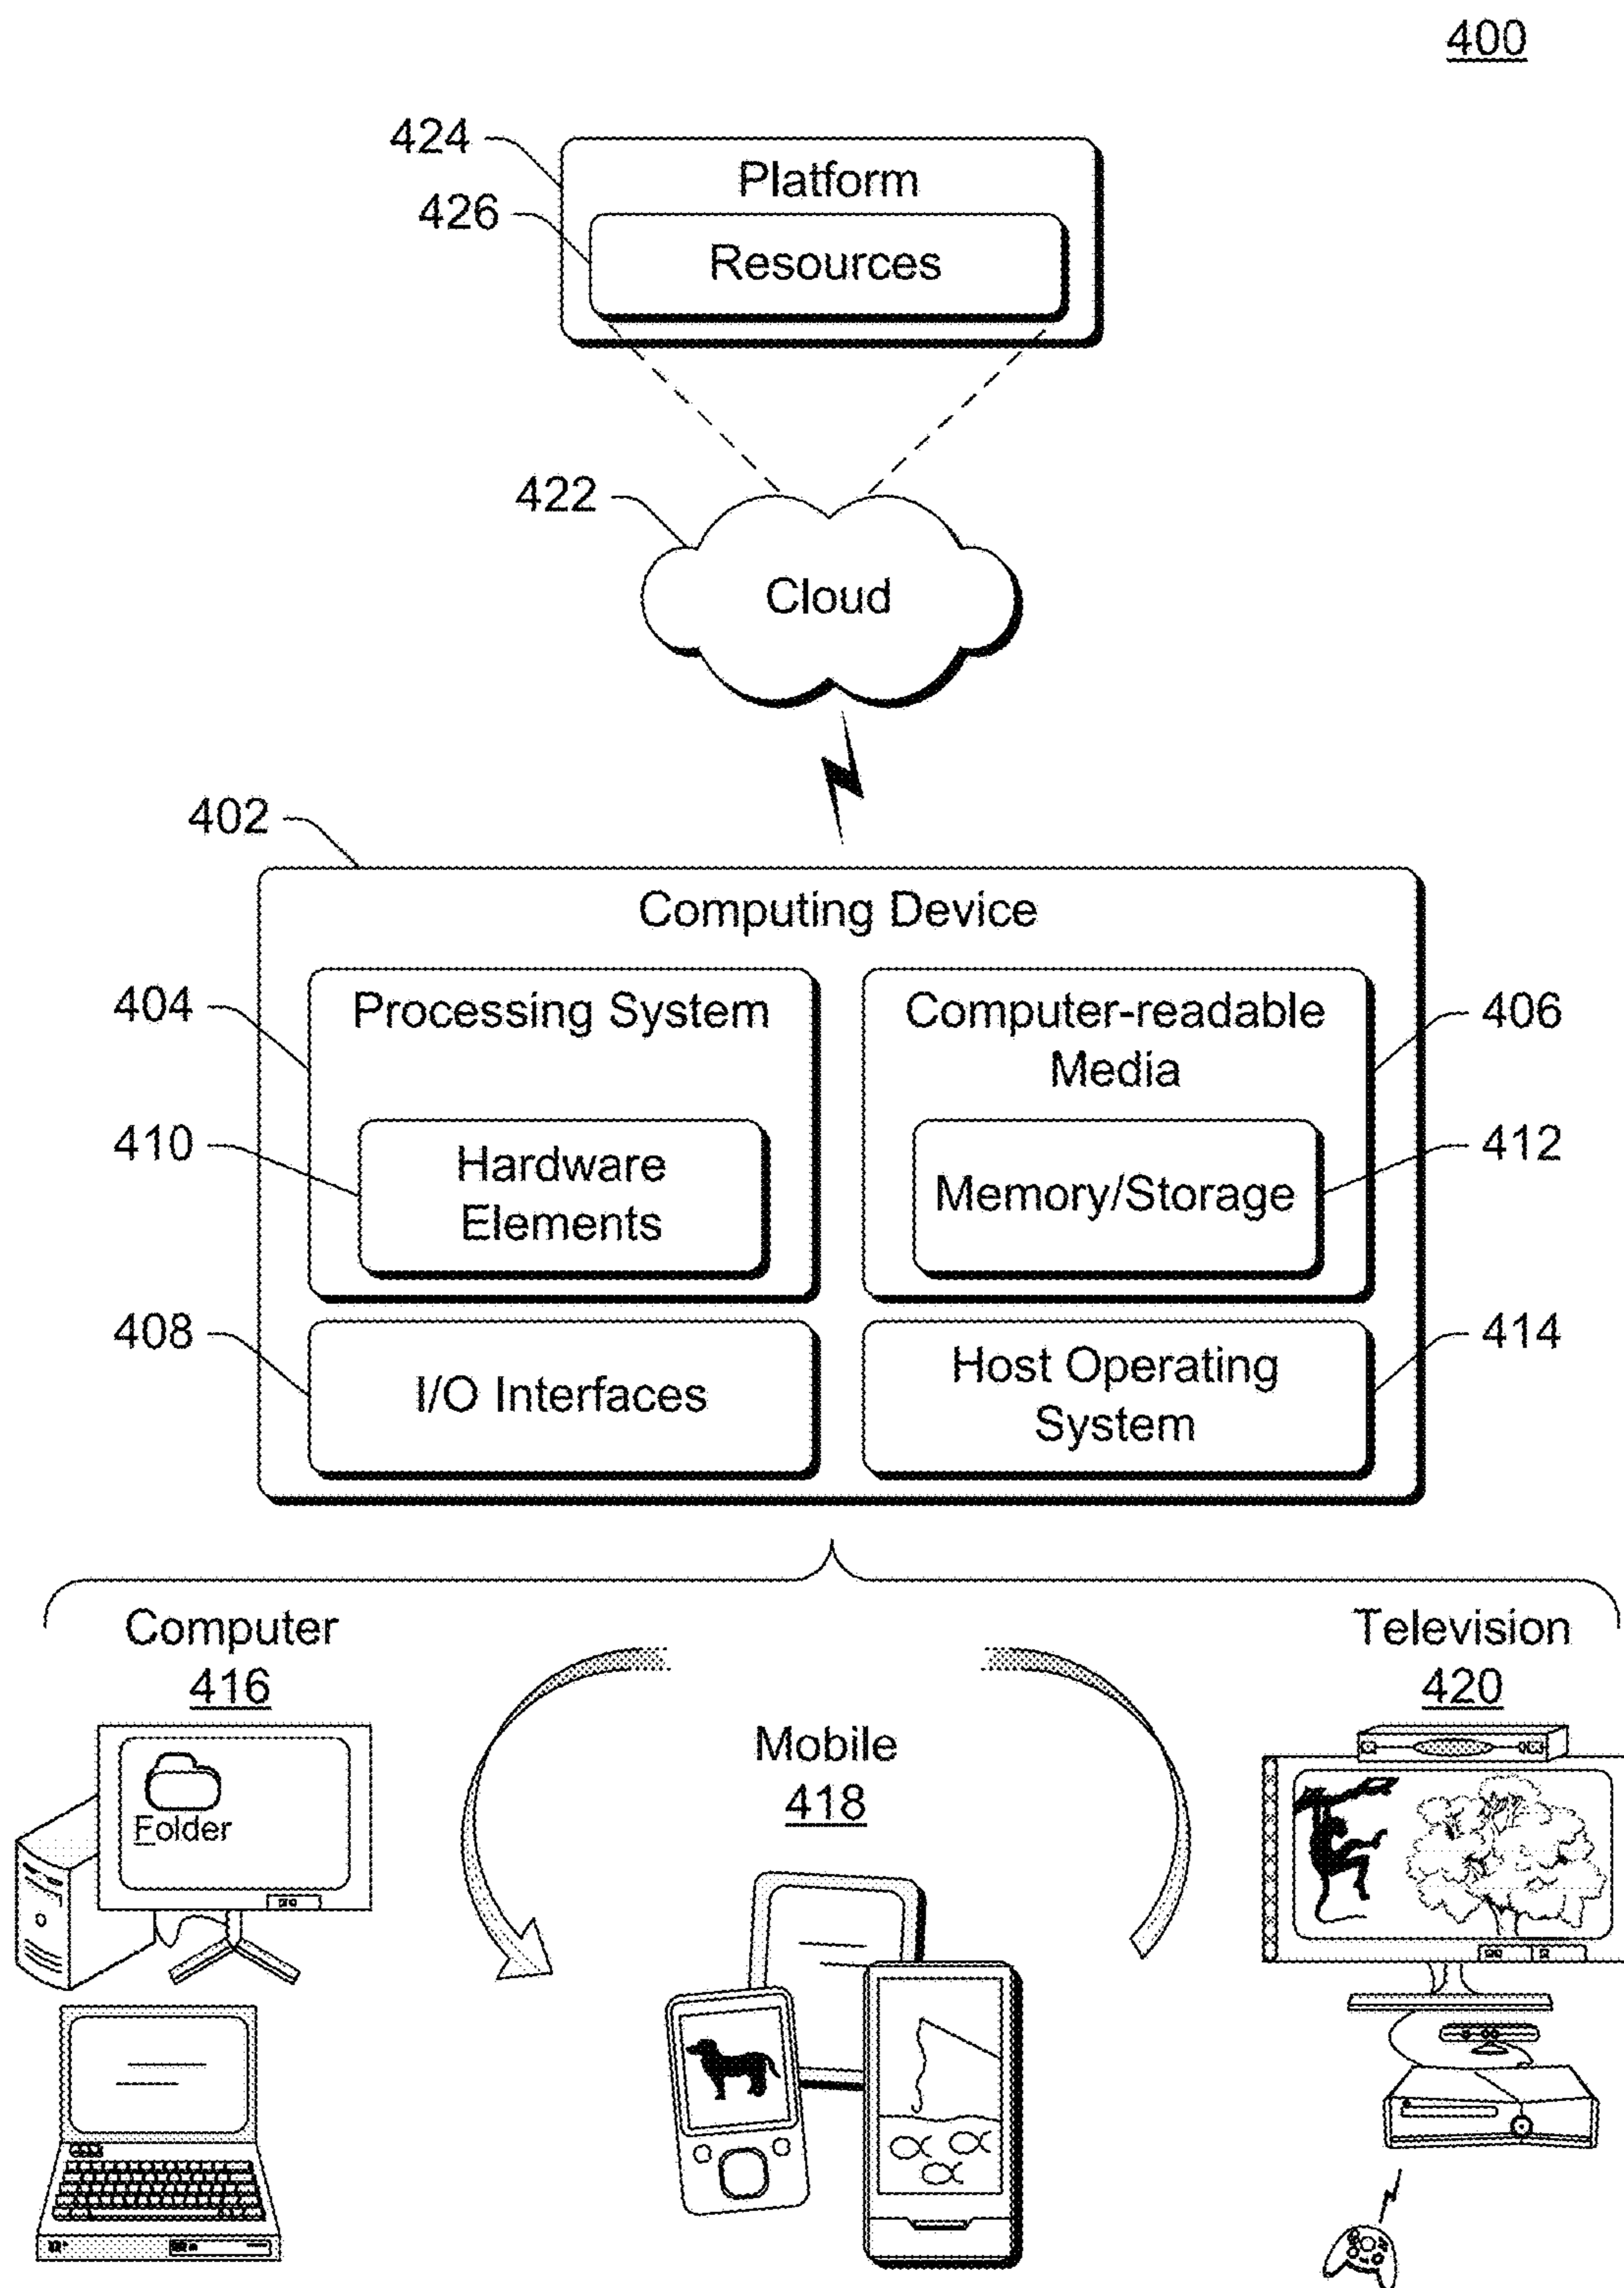 400
424
Platform
426
Resources
422
Cloud
402
Computing Device
404
Processing System
Computer-readable
Media
406
410
Hardware
Elements
Memory/Storage
412
408
I/O Interfaces
Host Operating
System
414
Computer
416
Television
420
Mobile
418
Folder